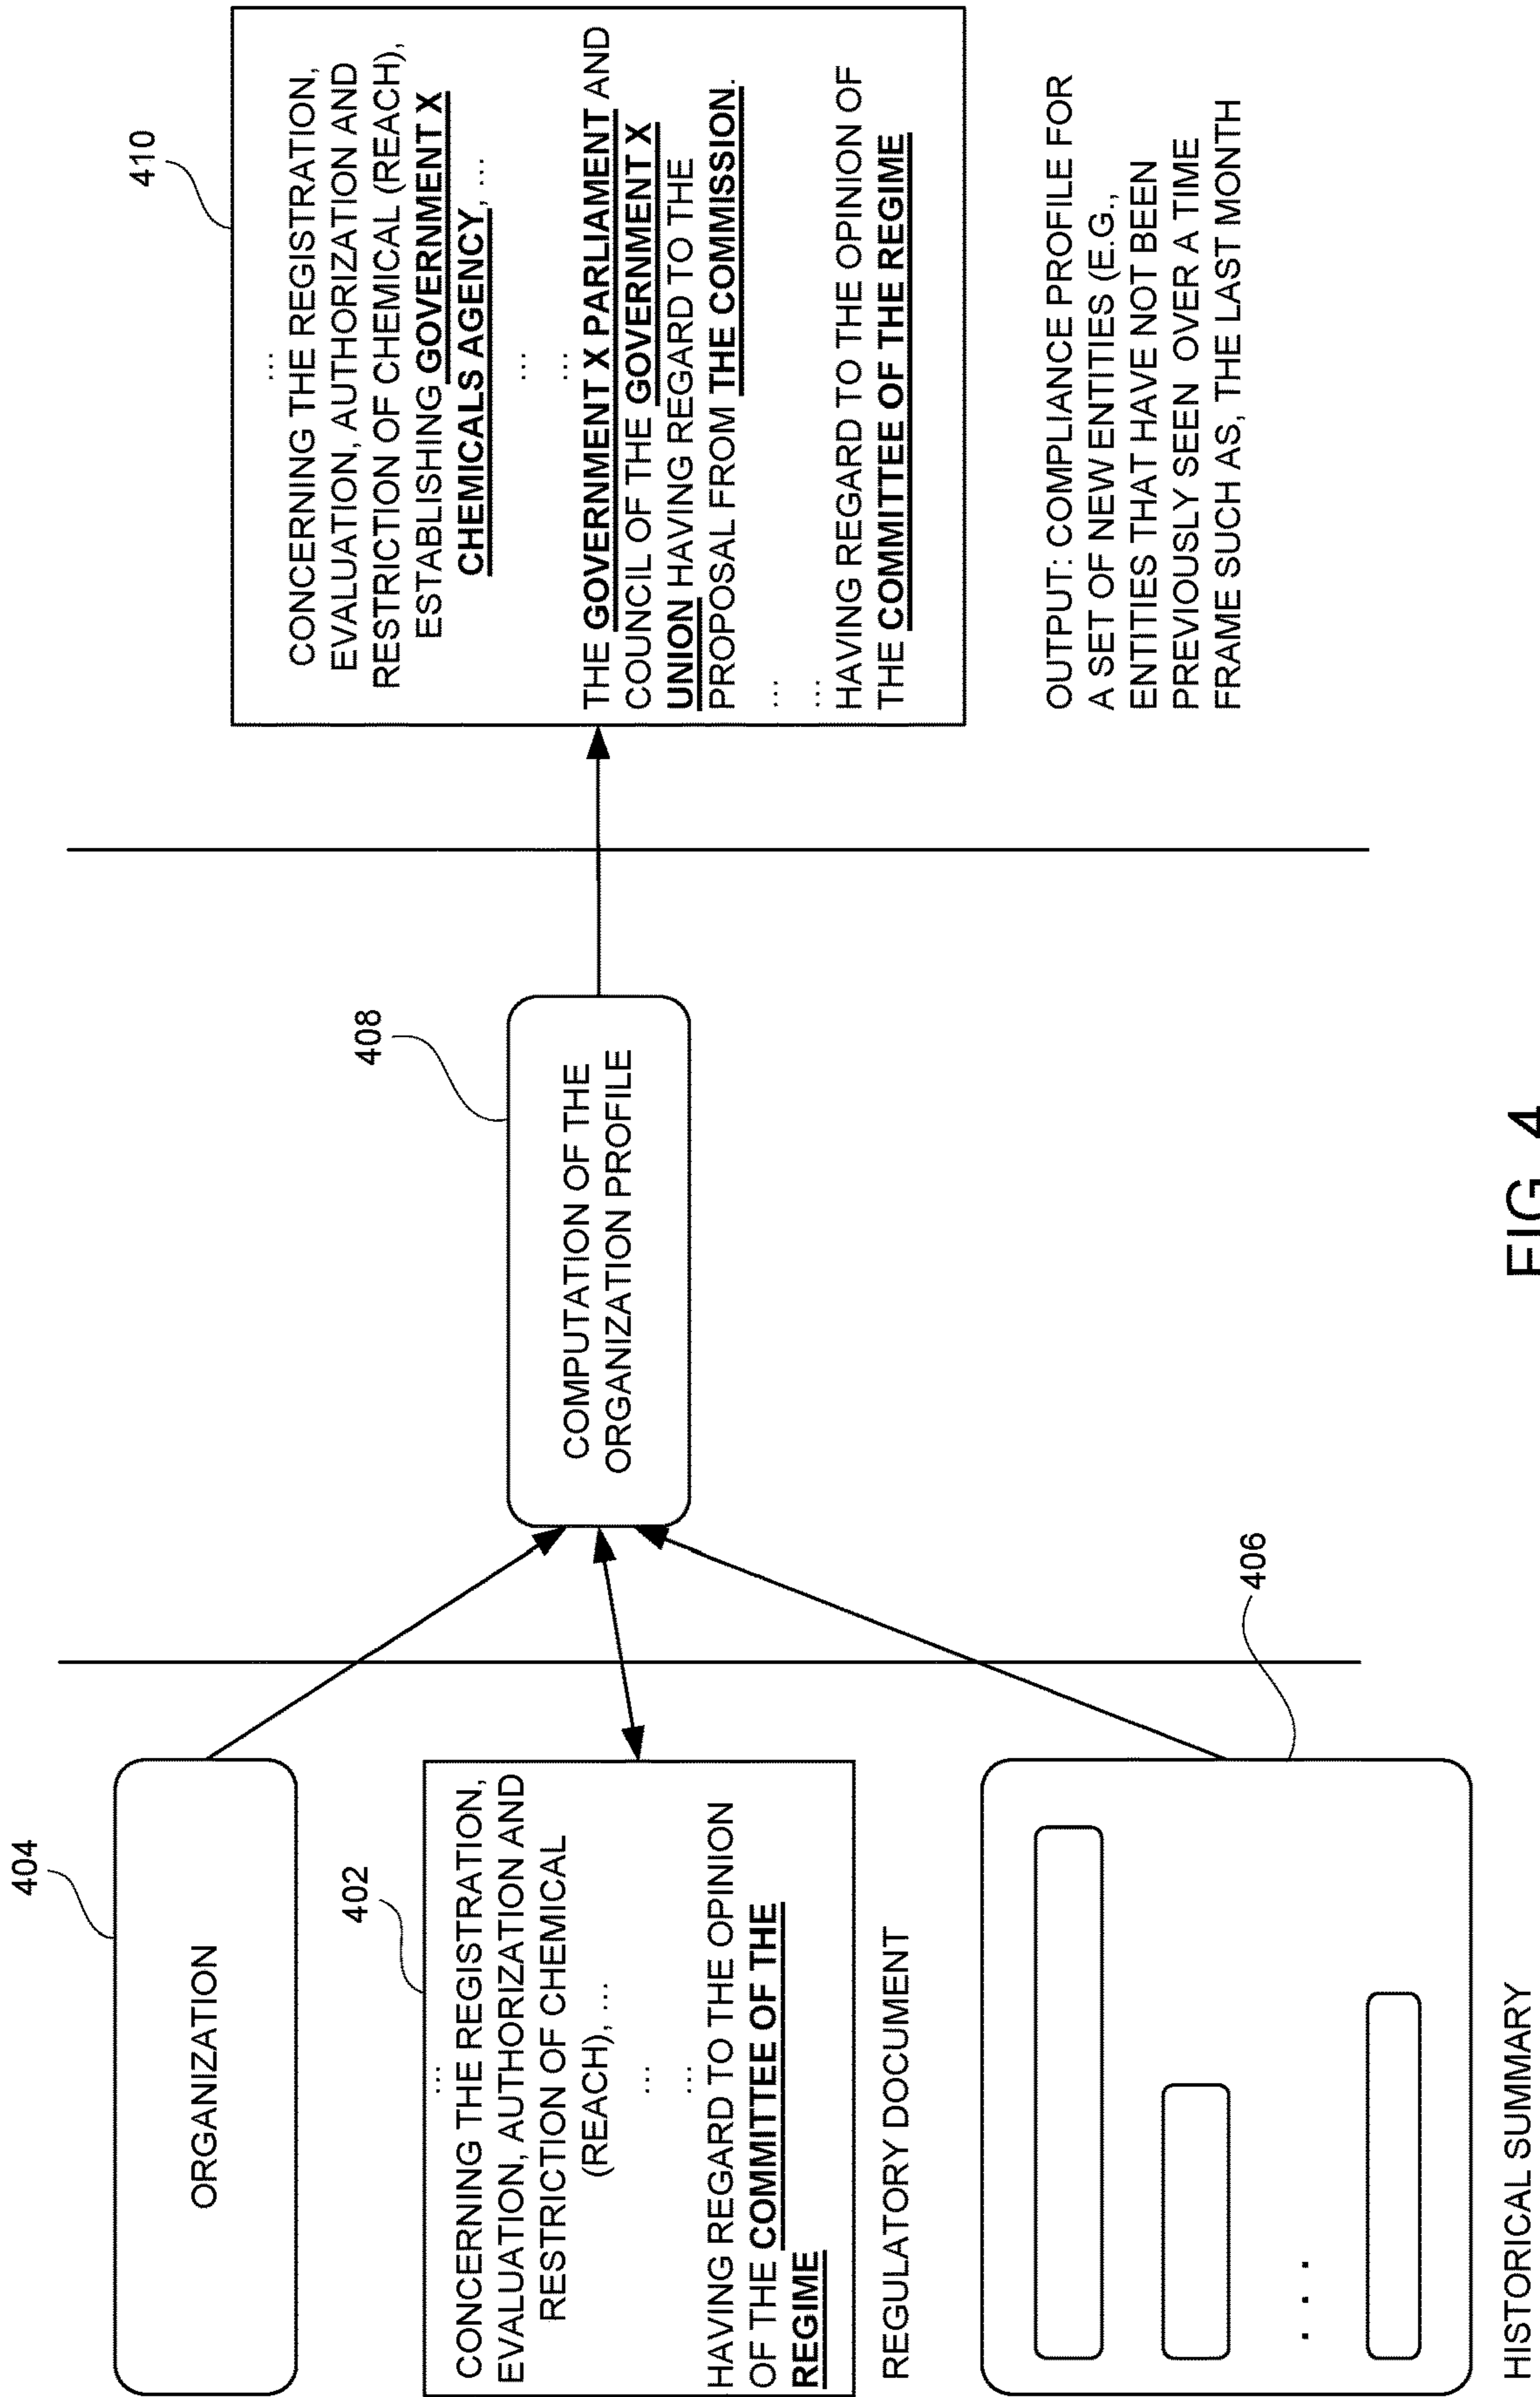 404
ORGANIZATION
402
...
CONCERNING THE REGISTRATION,
EVALUATION, AUTHORIZATION AND
RESTRICTION OF CHEMICAL
(REACH), ...
...
...
HAVING REGARD TO THE OPINION
OF THE COMMITTEE OF THE
REGIME
REGULATORY DOCUMENT
406
...
HISTORICAL SUMMARY
408
COMPUTATION OF THE
ORGANIZATION PROFILE
410
...
CONCERNING THE REGISTRATION,
EVALUATION, AUTHORIZATION AND
RESTRICTION OF CHEMICAL (REACH),
ESTABLISHING GOVERNMENT X
CHEMICALS AGENCY, ...
...
...
THE GOVERNMENT X PARLIAMENT AND
COUNCIL OF THE GOVERNMENT X
UNION HAVING REGARD TO THE
PROPOSAL FROM THE COMMISSION.
...
...
HAVING REGARD TO THE OPINION OF
THE COMMITTEE OF THE REGIME
OUTPUT: COMPLIANCE PROFILE FOR
A SET OF NEW ENTITIES (E.G.,
ENTITIES THAT HAVE NOT BEEN
PREVIOUSLY SEEN OVER A TIME
FRAME SUCH AS, THE LAST MONTH
FIG. 4